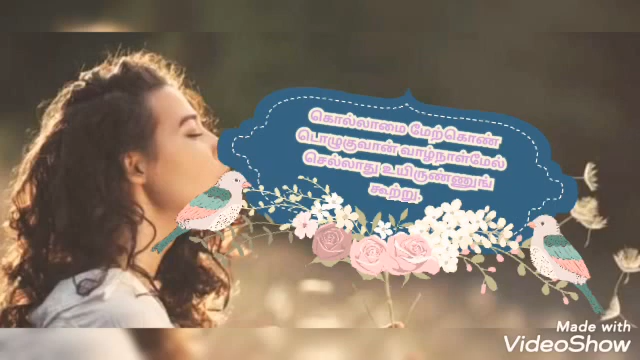 கொல்லாமை மேற்கொண்
டொழுகுவான் வாழ்நாள்மேல்
செல்லாது உயிருண்ணுங்
கூற்று.
Made with
VideoShow